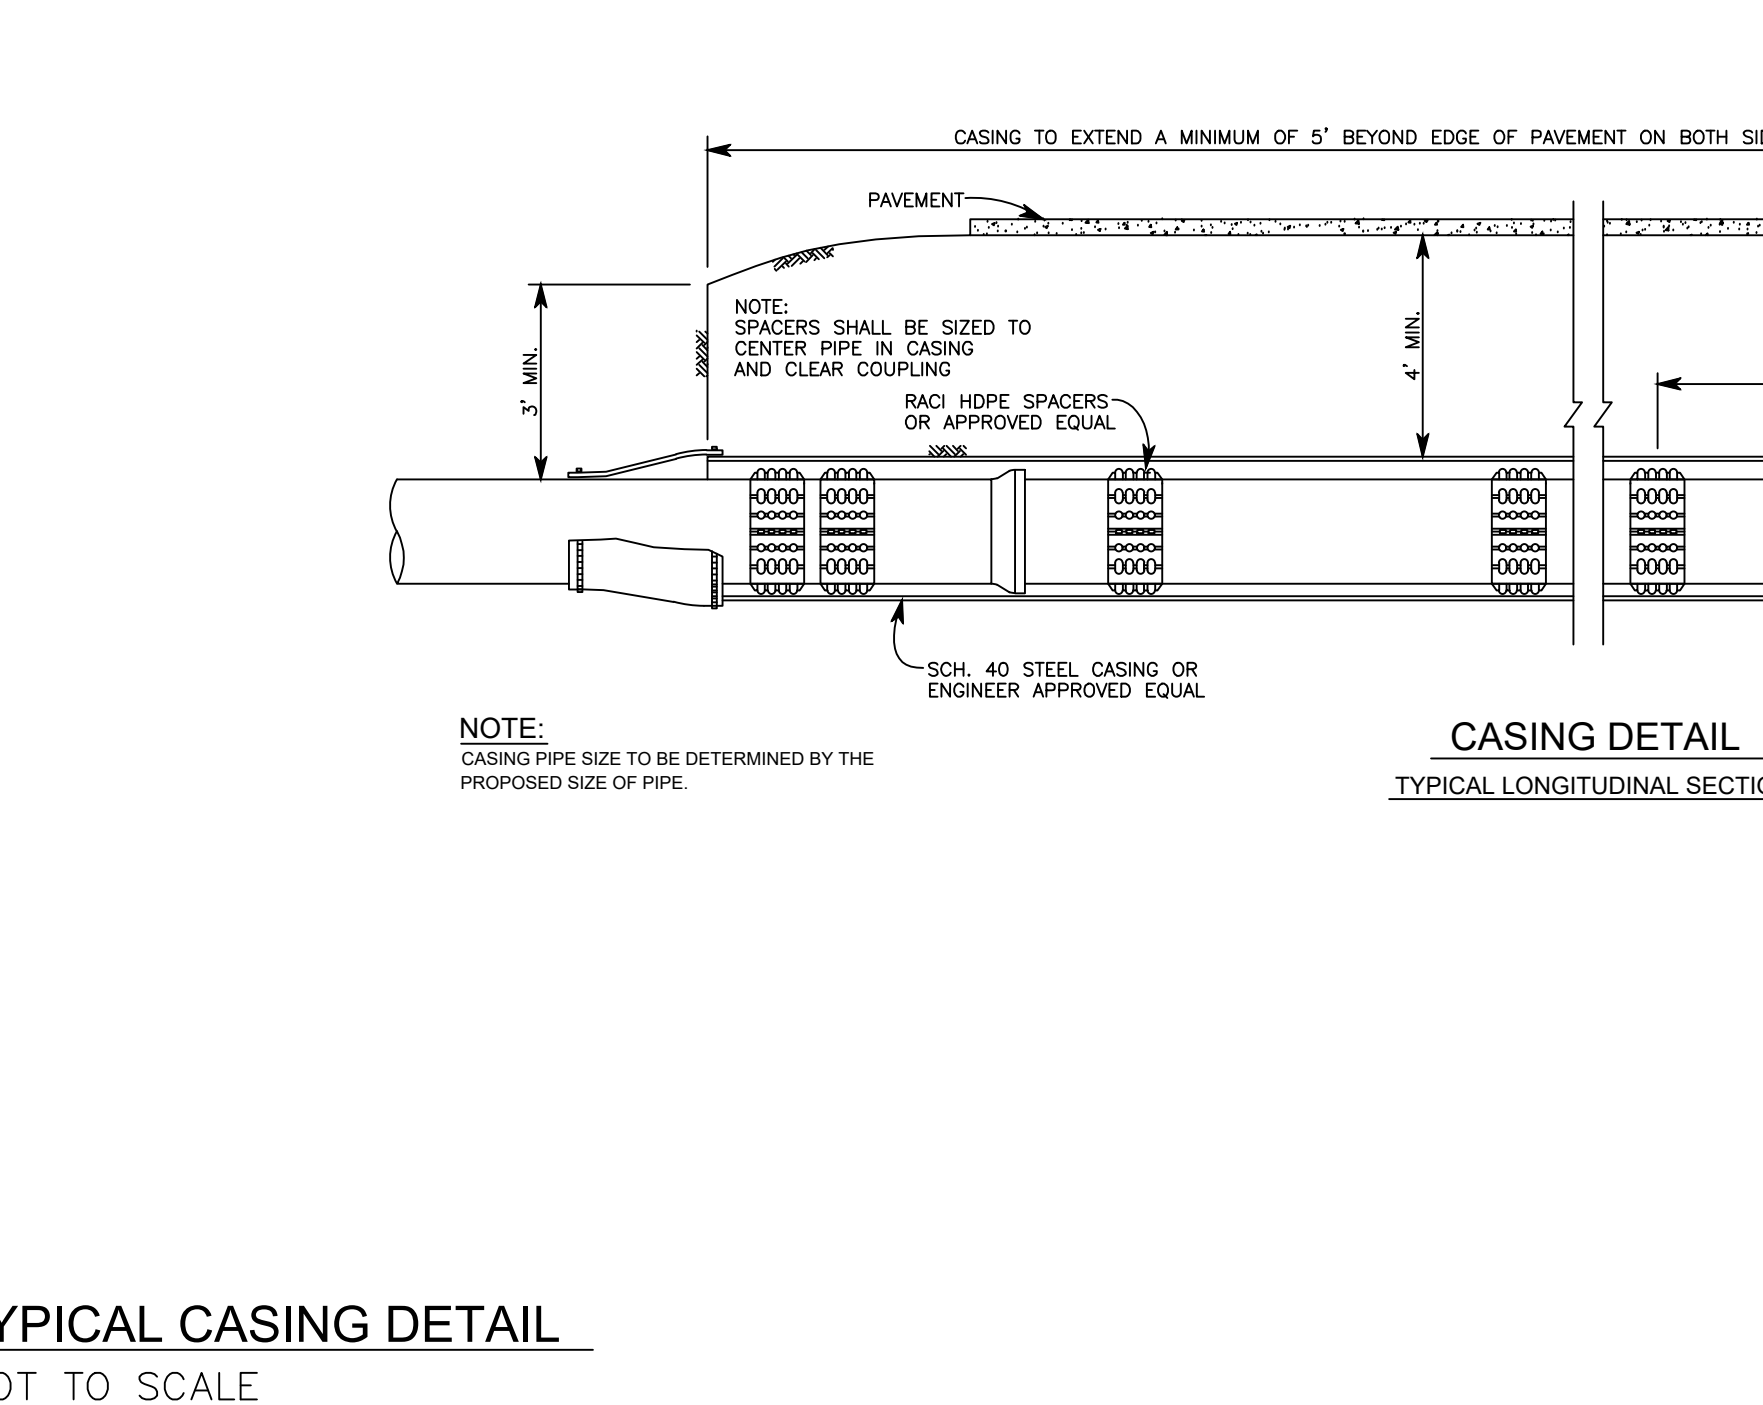 CASING TO EXTEND A MINIMUM OF 5' BEYOND EDGE OF PAVEMENT ON BOTH
PAVEMENT
NOTE:
SPACERS SHALL BE SIZED TO
CENTER PIPE IN CASING
AND CLEAR COUPLING
3' MIN.
4' MIN.
RACI HDPE SPACERS
OR APPROVED EQUAL
SCH. 40 STEEL CASING OR
ENGINEER APPROVED EQUAL
NOTE:
CASING PIPE SIZE TO BE DETERMINED BY THE
PROPOSED SIZE OF PIPE.
CASING DETAIL
TYPICAL LONGITUDINAL
YPICAL CASING DETAIL
OT TO SCALE